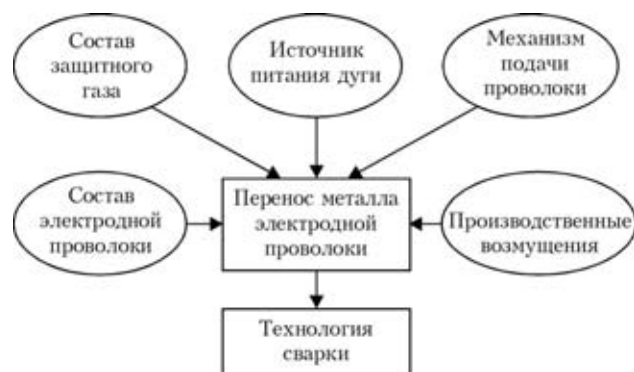 Состав
защитного
газа
Источник
питания дуги
Механизм
подачи
проволоки
Состав
электродной
проволоки
Перенос металла
электродной
проволоки
Производственные
возмущения
Технология
сварки